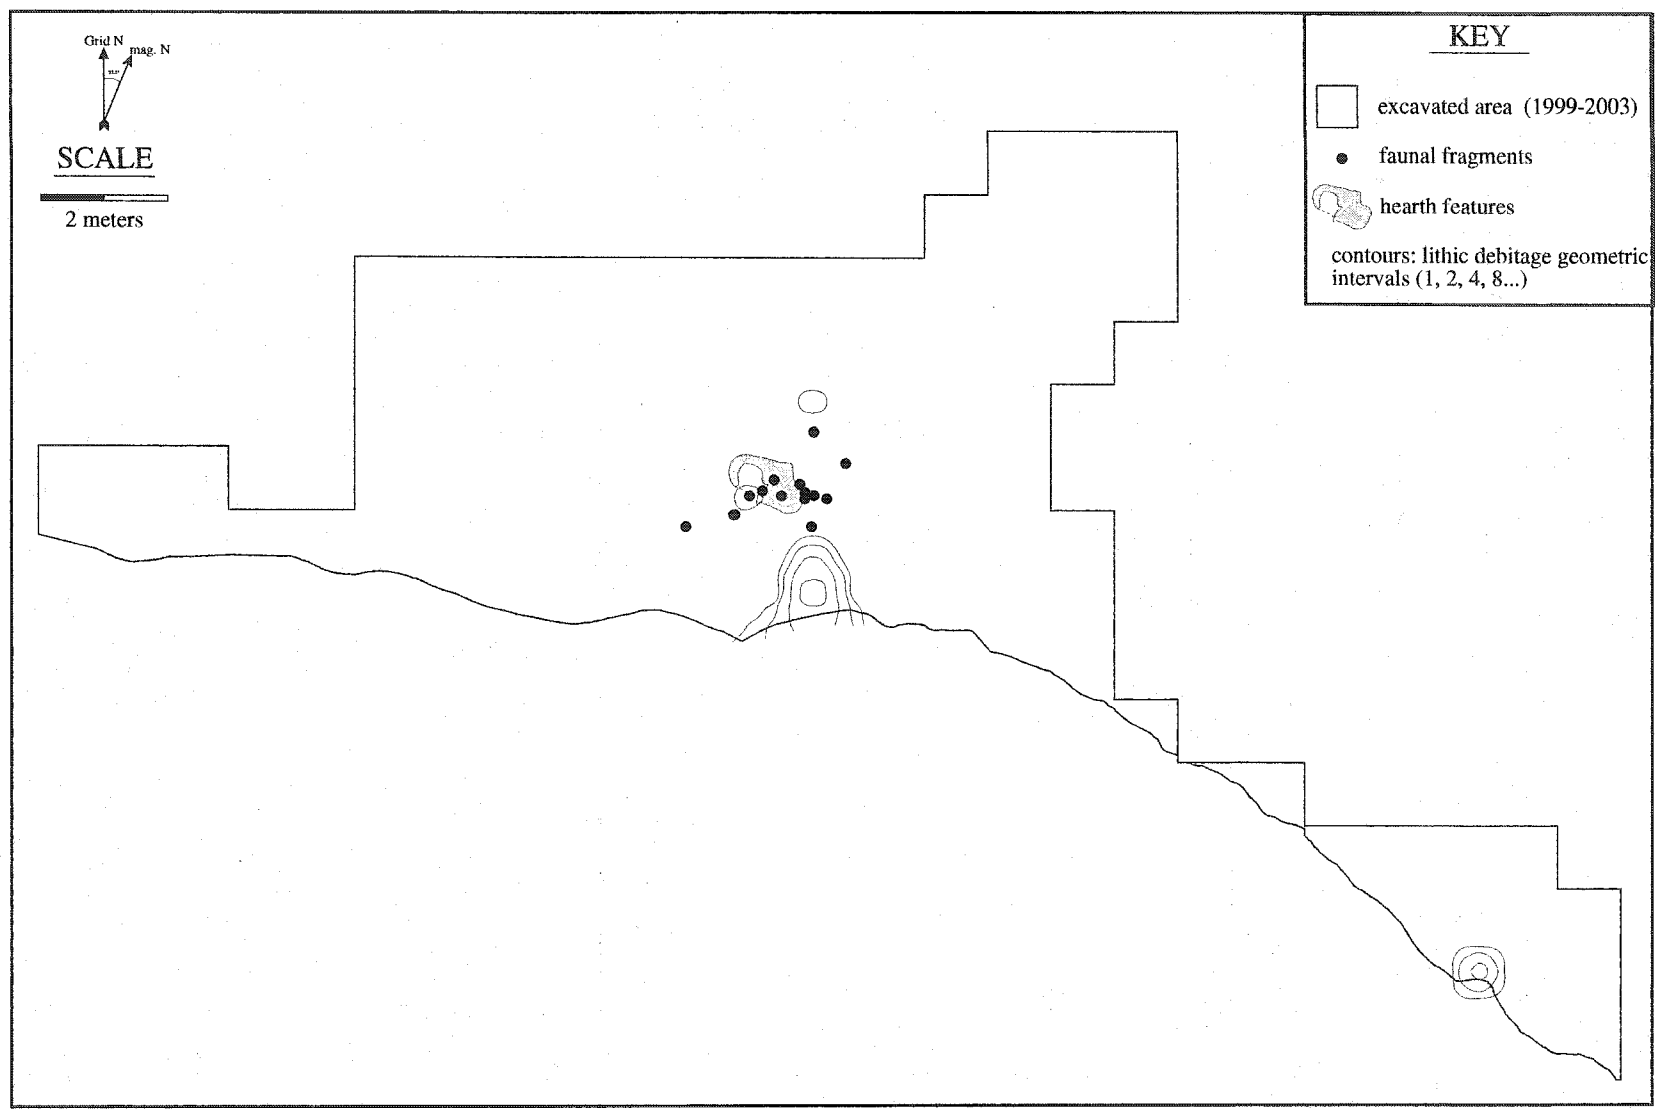 Grid N
mag. N
SCALE
2 meters
KEY
excavated area (1999-2003)
faunal fragments
hearth features
contours: lithic debitage geometric
intervals (1, 2, 4, 8...)